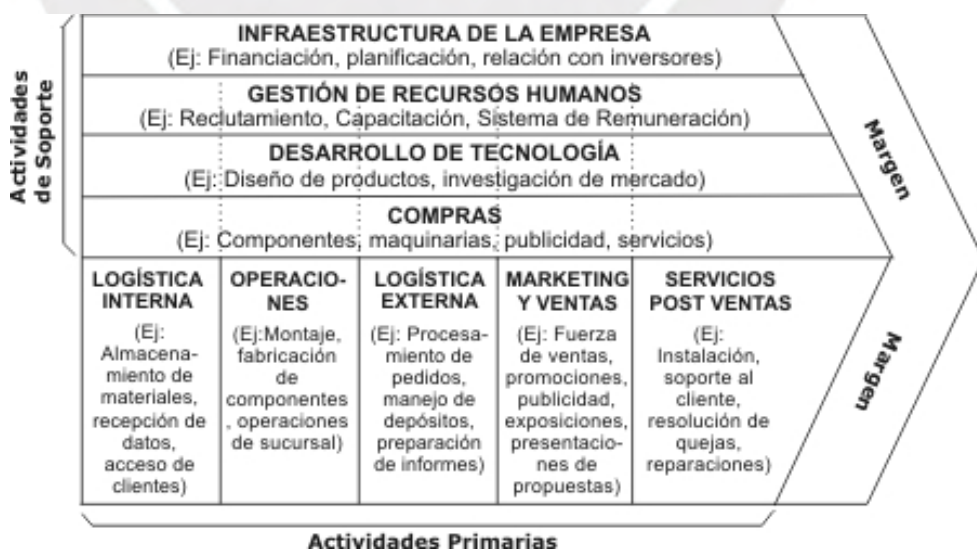 Actividades
de Soporte
INFRAESTRUCTURA DE LA EMPRESA
(Ej: Financiación, planificación, relación con inversores)
GESTIÓN DE RECURSOS HUMANOS
(Ej: Reclutamiento, Capacitación, Sistema de Remuneración)
DESARROLLO DE TECNOLOGÍA
(Ej: Diseño de productos, investigación de mercado)
COMPRAS
(Ej: Componentes, maquinarias, publicidad, servicios)
Margen
LOGÍSTICA
INTERNA
(Ej:
Almacena-
miento de
materiales,
recepción de
datos,
acceso de
clientes)
OPERACIO-
NES
(Ej:Montaje,
fabricación
de
componentes
, operaciones
de sucursal)
LOGÍSTICA
EXTERNA
(Ej: Procesa-
miento de
pedidos,
manejo de
depósitos,
preparación
de informes)
MARKETING
Y VENTAS
(Ej: Fuerza
de ventas,
promociones,
publicidad,
exposiciones,
presentacio-
nes de
propuestas)
SERVICIOS
POST VENTAS
(Ej:
Instalación,
soporte al
cliente,
resolución de
quejas,
reparaciones)
Margen
Actividades Primarias